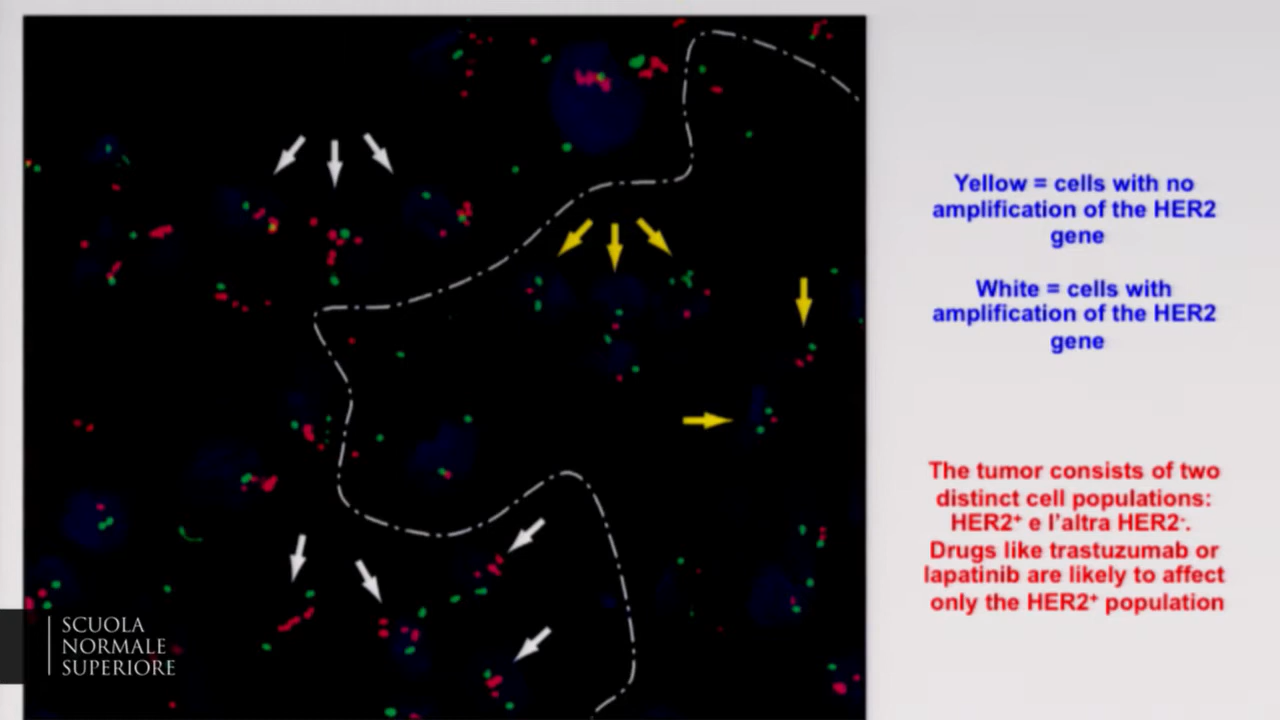 Yellow = cells with no
amplification of the HER2
gene
White = cells with
amplification of the HER2
gene
The tumor consists of two
distinct cell populations:
HER2⁺ e l'altra HER2⁻.
Drugs like trastuzumab or
lapatinib are likely to affect
only the HER2⁺ population
SCUOLA
NORMALE
SUPERIORE